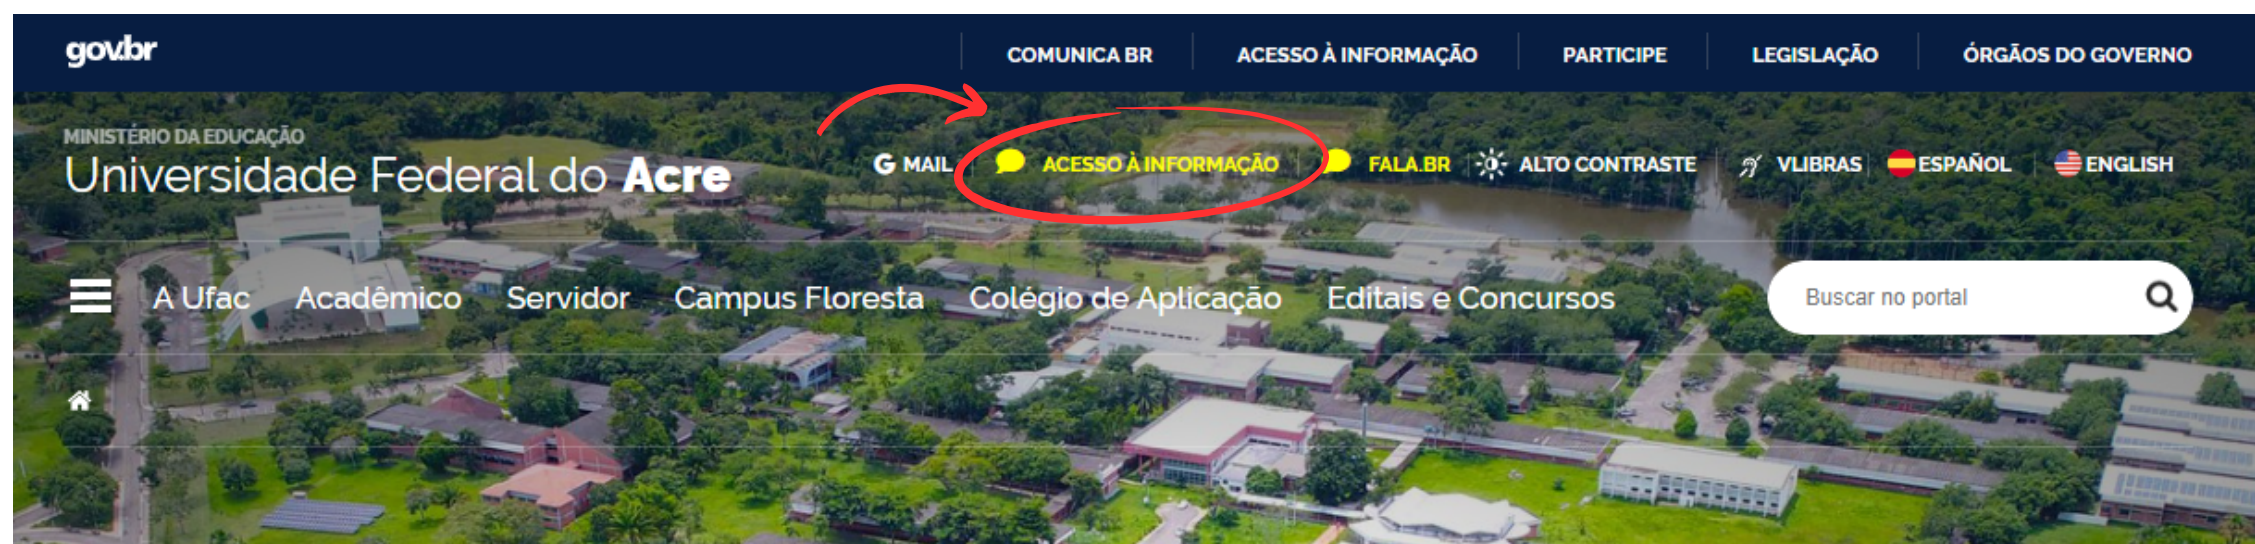 gov.br
COMUNICA BR ACESSO À INFORMAÇÃO PARTICIPE LEGISLAÇÃO ÓRGÃOS DO GOVERNO
MINISTÉRIO DA EDUCAÇÃO
Universidade Federal do Acre
G MAIL ACESSO À INFORMAÇÃO FALA.BR ALTO CONTRASTE VLIBRAS ESPAÑOL ENGLISH
A Ufac Acadêmico Servidor Campus Floresta Colégio de Aplicação Editais e Concursos Buscar no portal